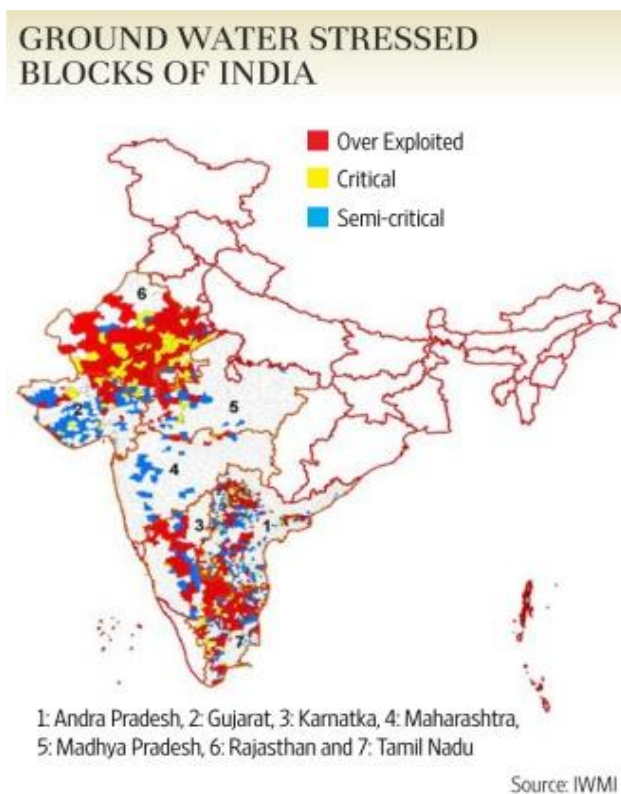 GROUND WATER STRESSED
BLOCKS OF INDIA
Over Exploited
Critical
Semi-critical
6
2
5
4
3
1
7
1: Andra Pradesh, 2: Gujarat, 3: Karnatka, 4: Maharashtra,
5: Madhya Pradesh, 6: Rajasthan and 7: Tamil Nadu
Source: IWMI